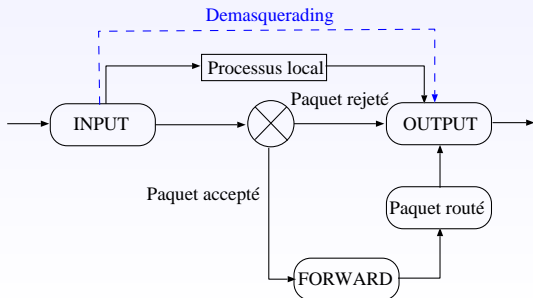 Demasquerading
Processus local
Paquet rejeté
INPUT
OUTPUT
Paquet accepté
Paquet routé
FORWARD